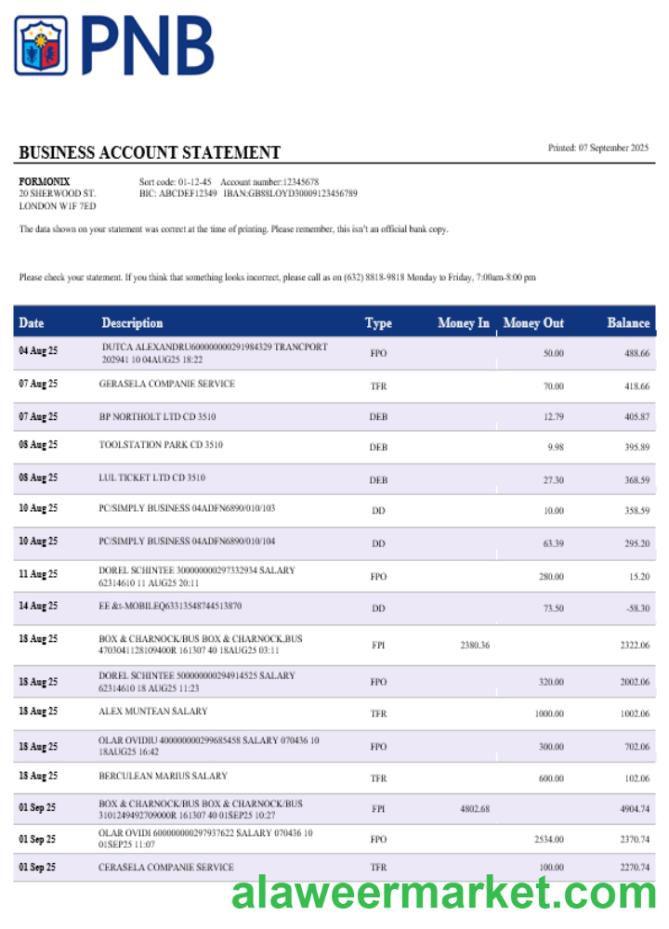 PNB
BUSINESS ACCOUNT STATEMENT
Printed: 07 September 2025
FORMONIX
20 SHERWOOD ST.
LONDON W1F 7ED
Sort code: 01-12-45 Account number:12345678
BIC: ABCDEF12349 IBAN:GB88LOYD30009123456789
The data shown on your statement was correct at the time of printing. Please remember, this isn't an official bank copy.
Please check your statement. If you think that something looks incorrect, please call as on (632) 8818-9818 Monday to Friday, 7:00am-8:00 pm
Date Description Type Money In Money Out Balance
04 Aug 25 DUTCA ALEXANDRU600000000291984329 TRANCPORT FPO 50.00 488.66
202941 10 04AUG25 18:22
07 Aug 25 GERASELA COMPANIE SERVICE TFR 70.00 418.66
07 Aug 25 BP NORTHOLT LTD CD 3510 DEB 12.79 405.87
08 Aug 25 TOOLSTATION PARK CD 3510 DEB 9.98 395.89
08 Aug 25 LUL TICKET LTD CD 3510 DEB 27.30 368.59
10 Aug 25 PC/SIMPLY BUSINESS 04ADFN6890/010/103 DD 10.00 358.59
10 Aug 25 PC/SIMPLY BUSINESS 04ADFN6890/010/104 DD 63.39 295.20
11 Aug 25 DOREL SCHINTEE 300000000297332934 SALARY FPO 280.00 15.20
62314610 11 AUG25 20:11
14 Aug 25 EE &t-MOBILEQ63313548744513870 DD 73.50 -58.30
18 Aug 25 BOX & CHARNOCK/BUS BOX & CHARNOCK,BUS FPI 2380.36 2322.06
4703041128109400R 161307 40 18AUG25 03:11
18 Aug 25 DOREL SCHINTEE 500000000294914525 SALARY FPO 320.00 2002.06
62314610 18 AUG25 11:23
18 Aug 25 ALEX MUNTEAN SALARY TFR 1000.00 1002.06
18 Aug 25 OLAR OVIDIU 400000000299685458 SALARY 070436 10 FPO 300.00 702.06
18AUG25 16:42
18 Aug 25 BERCULEAN MARIUS SALARY TFR 600.00 102.06
01 Sep 25 BOX & CHARNOCK/BUS BOX & CHARNOCK/BUS FPI 4802.68 4904.74
3101249492709000R 161307 40 01SEP25 10:27
01 Sep 25 OLAR OVIDI 600000000297937622 SALARY 070436 10 FPO 2534.00 2370.74
01SEP25 11:07
01 Sep 25 CERASELA COMPANIE SERVICE TFR 100.00 2270.74
alaweermarket.com